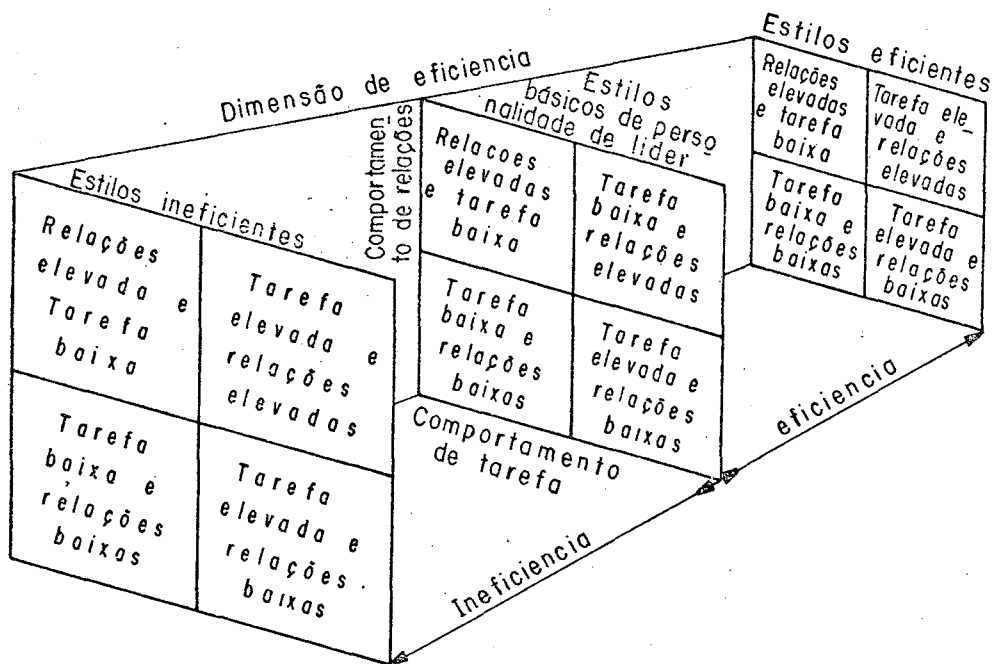 Dimensão de eficiencia
Estilos ineficientes
Relações
elevada e
Tarefa
baixa
Tarefa
elevada e
relações
elevadas
Tarefa
baixa e
relações
baixas
Tarefa
elevada e
relações
baixas
Comportamen
to de relações
Estilos
básicos de perso
nalidade de lider
Relacoes
elevadas
e tarefa
baixa
Tarefa
baixa e
relações
elevadas
Tarefa
baixa e
relações
baixas
Tarefa
elevada e
relações
baixas
Comportamento
de tarefa
Estilos eficientes
Relações
elevadas
e tarefa
baixa
Tarefa ele
vada e
relações
elevadas
Tarefa
baixa e
relações
baixas
Tarefa
elevada e
relações
baixas
Ineficiencia
eficiencia